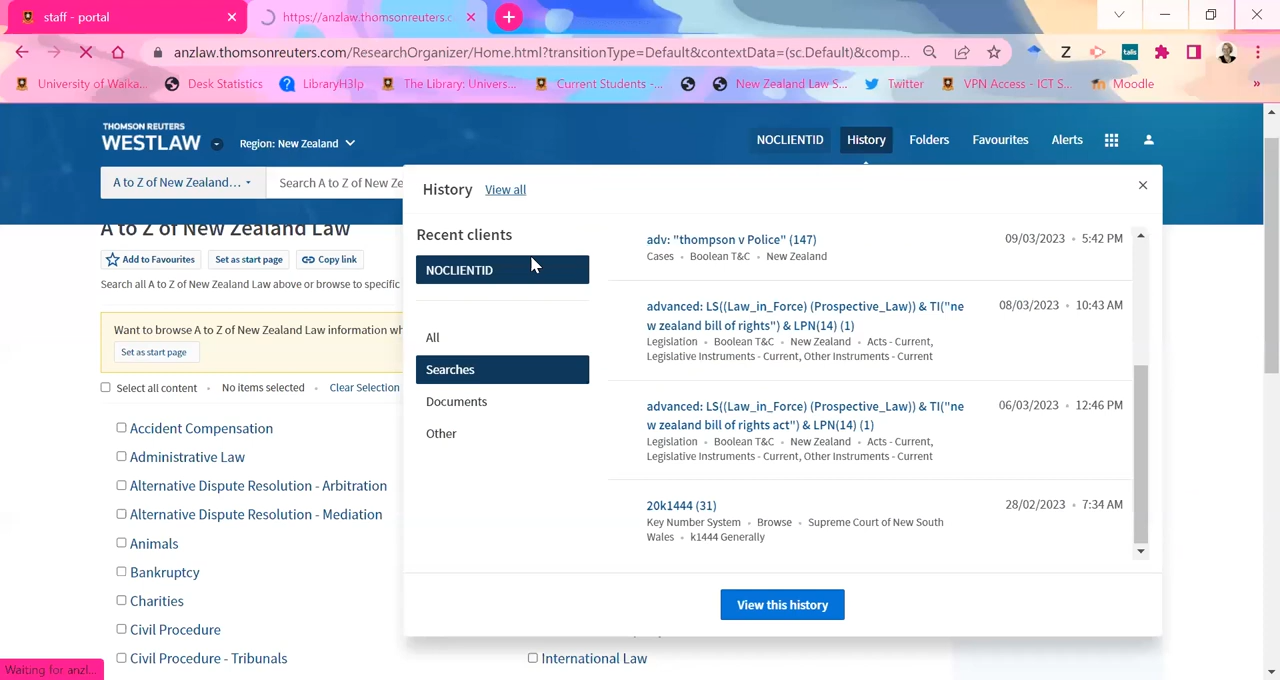 staff - portal
https://anzlaw.thomsonreuters.c
anzlaw.thomsonreuters.com/ResearchOrganizer/Home.html?transitionType=Default&contextData=(sc.Default)&comp...
University of Waika...
Desk Statistics
LibraryH3lp
The Library: Univers...
Current Students -...
New Zealand Law S...
Twitter
VPN Access - ICT S...
Moodle
»
THOMSON REUTERS
WESTLAW
Region: New Zealand
NOCLIENTID
History
Folders
Favourites
Alerts
A to Z of New Zealand...
Search A to Z of New Ze
A to Z of New Zealand Law
Add to Favourites
Set as start page
Copy link
Search all A to Z of New Zealand Law above or browse to specific
Want to browse A to Z of New Zealand Law information wh
Set as start page
Select all content • No items selected • Clear Selection
Accident Compensation
Administrative Law
Alternative Dispute Resolution - Arbitration
Alternative Dispute Resolution - Mediation
Animals
Bankruptcy
Charities
Civil Procedure
Civil Procedure - Tribunals
International Law
History View all
Recent clients
NOCLIENTID
All
Searches
Documents
Other
adv: "thompson v Police" (147)
09/03/2023 • 5:42 PM
Cases • Boolean T&C • New Zealand
advanced: LS((Law_in_Force) (Prospective_Law)) & TI("ne
w zealand bill of rights") & LPN(14) (1)
08/03/2023 • 10:43 AM
Legislation • Boolean T&C • New Zealand • Acts - Current,
Legislative Instruments - Current, Other Instruments - Current
advanced: LS((Law_in_Force) (Prospective_Law)) & TI("ne
w zealand bill of rights act") & LPN(14) (1)
06/03/2023 • 12:46 PM
Legislation • Boolean T&C • New Zealand • Acts - Current,
Legislative Instruments - Current, Other Instruments - Current
20k1444 (31)
28/02/2023 • 7:34 AM
Key Number System • Browse • Supreme Court of New South
Wales • k1444 Generally
View this history
Waiting for anzl...